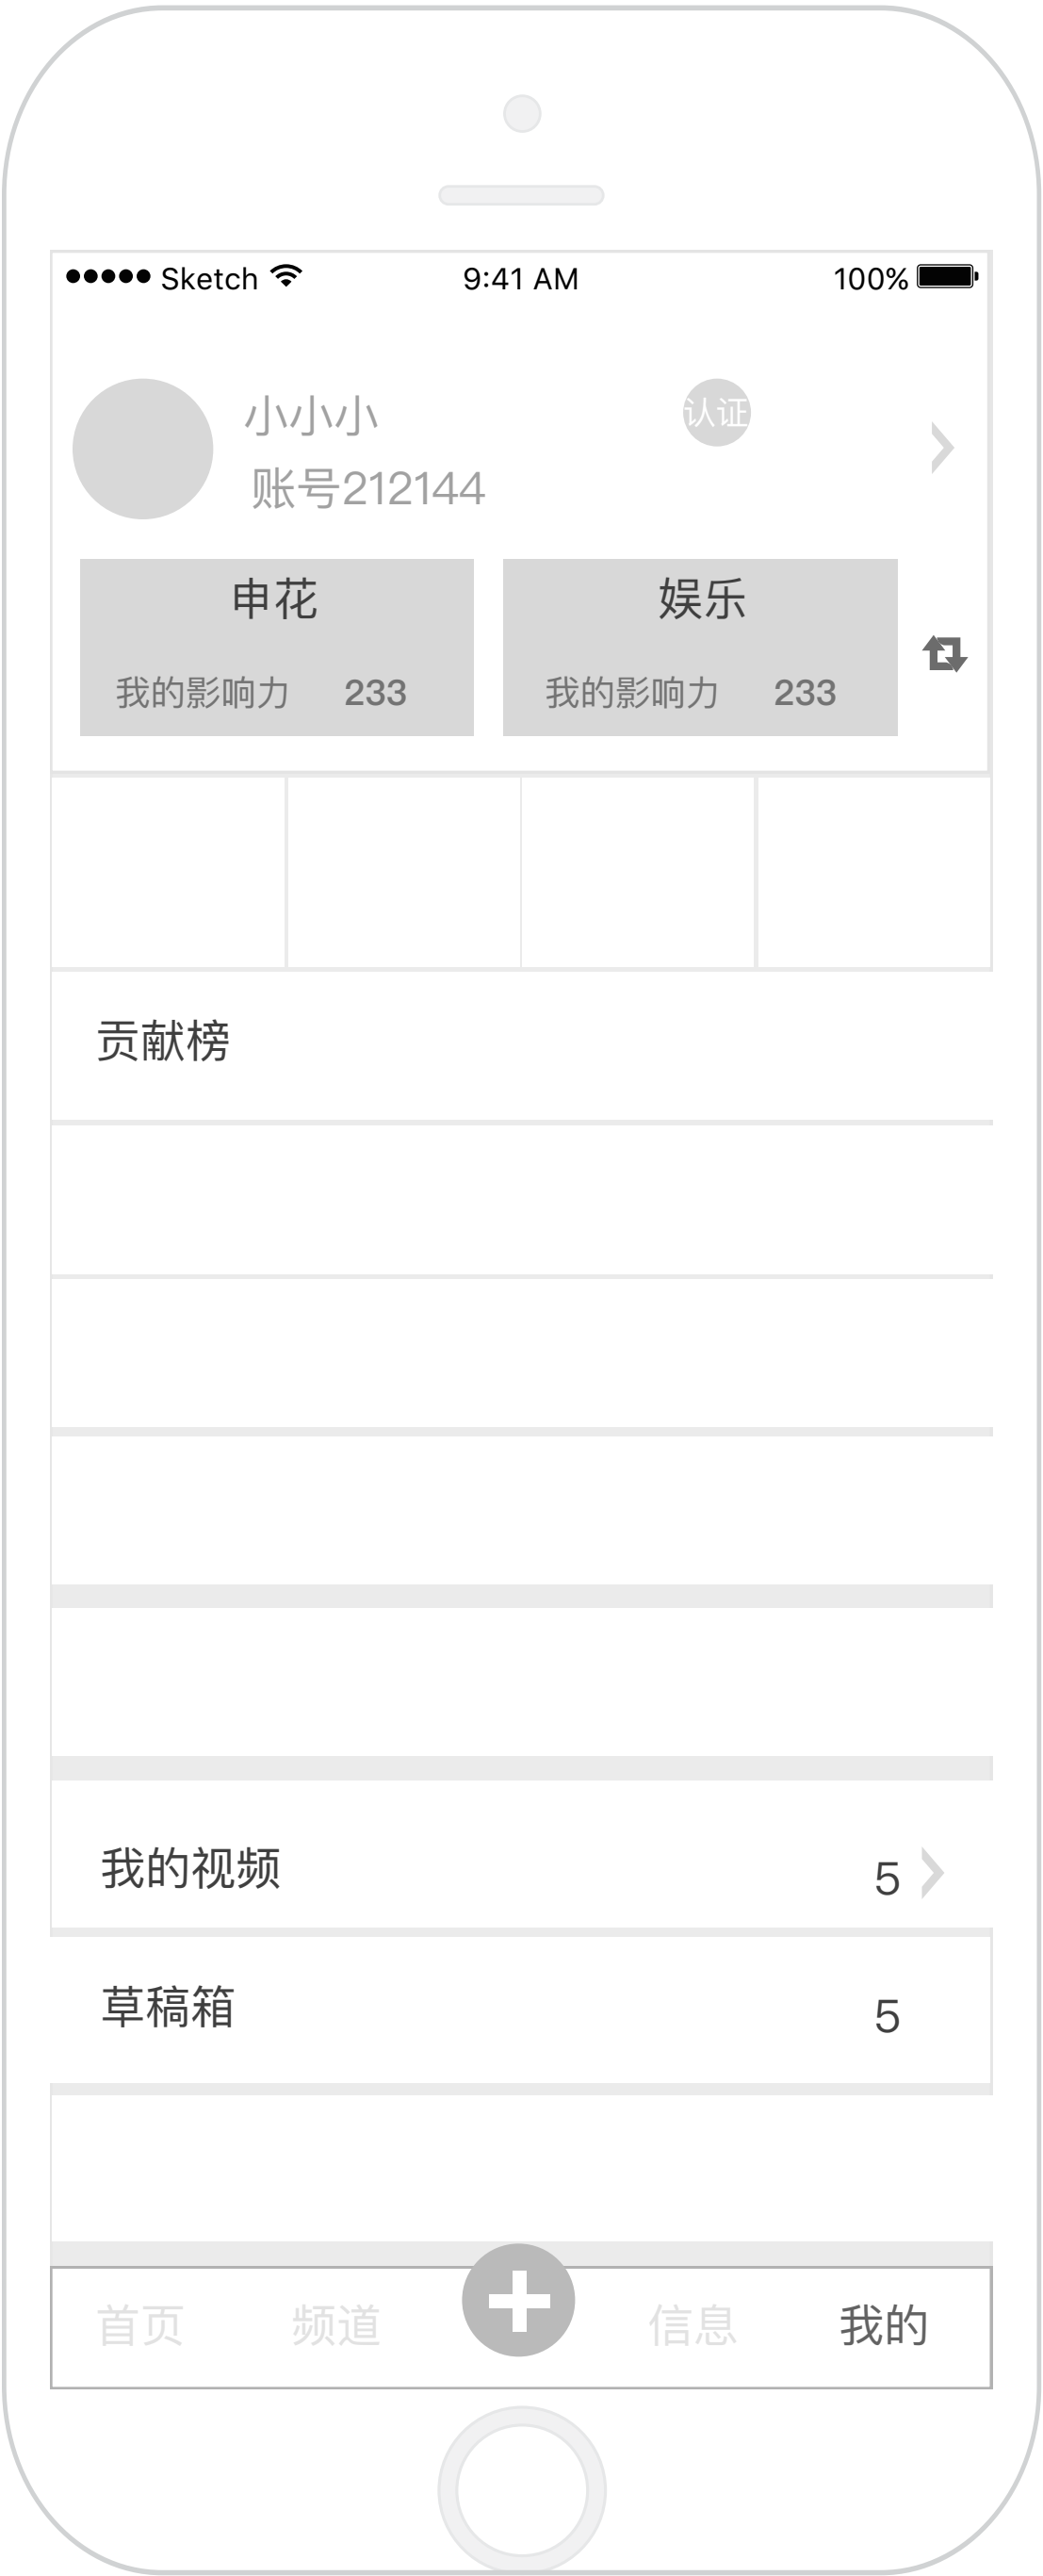 Sketch 9:41 AM 100%
小小小 认证
账号212144
申花 娱乐
我的影响力 233 我的影响力 233
贡献榜
我的视频 5
草稿箱 5
首页 频道 信息 我的